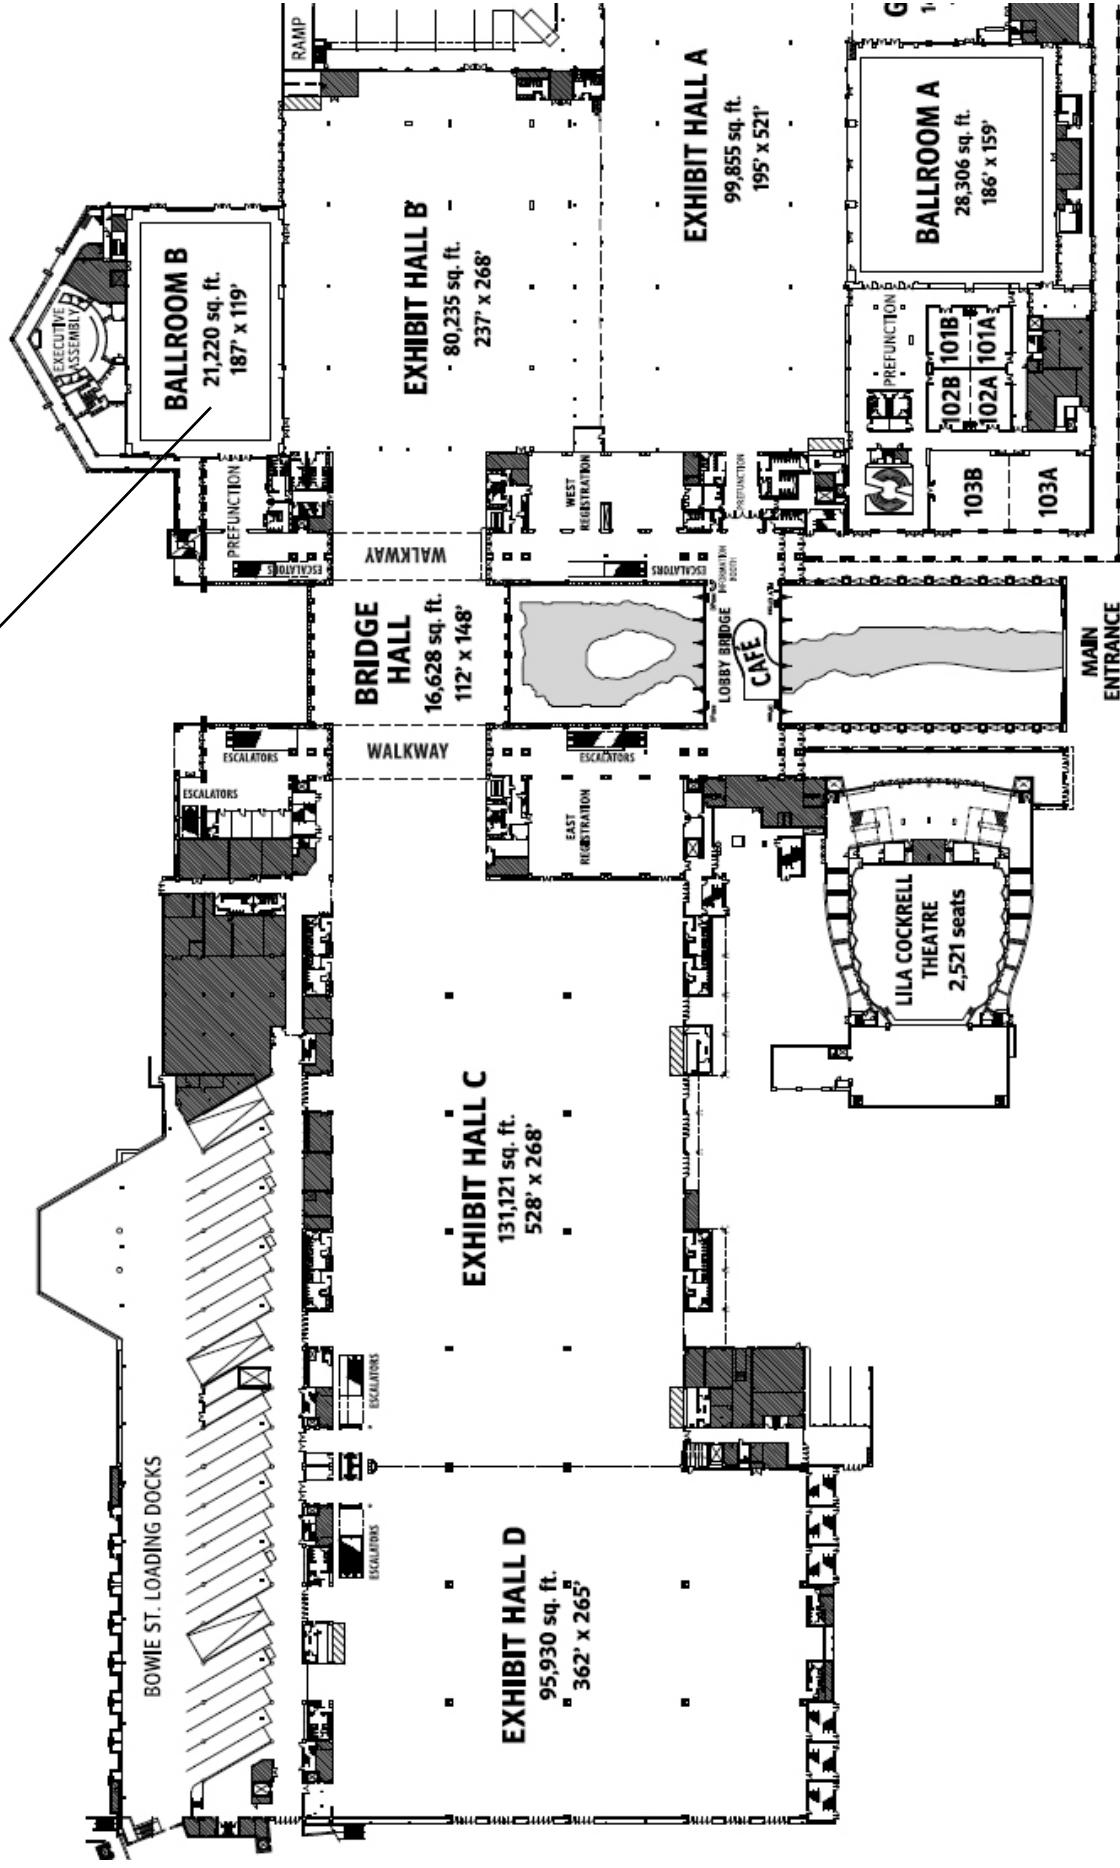 RAMP
EXHIBIT HALL A
99,855 sq. ft.
195' x 521'
BALLROOM A
28,306 sq. ft.
186' x 159'
EXHIBIT HALL B
80,235 sq. ft.
237' x 268'
BALLROOM B
21,220 sq. ft.
187' x 119'
EXECUTIVE
ASSEMBLY
PREFUNCTION
101B
101A
102B
102A
103B
103A
PREFUNCTION
WEST
REGISTRATION
PREFUNCTION
ESCALATORS
WALKWAY
ESCALATORS
INFORMATION
BOOTH
BRIDGE
HALL
16,628 sq. ft.
112' x 148'
LOBBY BRIDGE
CAFÉ
MAIN
ENTRANCE
WALKWAY
ESCALATORS
ESCALATORS
ESCALATORS
EAST
REGISTRATION
LILA COCKRELL
THEATRE
2,521 seats
EXHIBIT HALL C
131,121 sq. ft.
528' x 268'
ESCALATORS
BOWIE ST. LOADING DOCKS
ESCALATORS
EXHIBIT HALL D
95,930 sq. ft.
362' x 265'